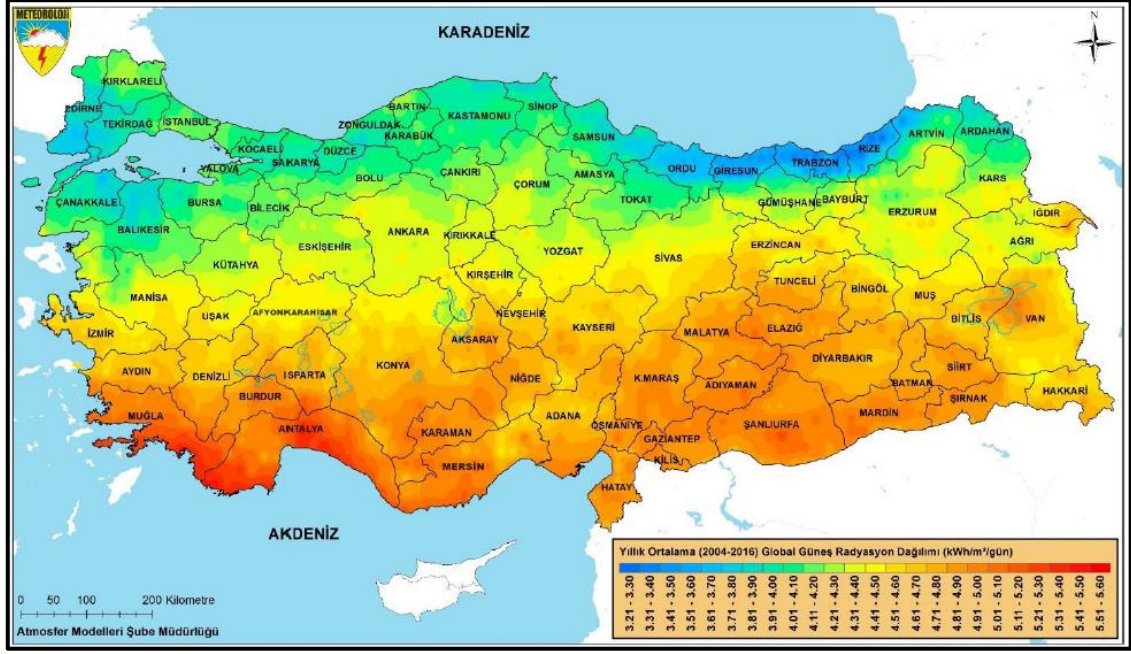 METEOROLOJİ
KARADENİZ
N
KIRKLARELİ
EDİRNE
TEKİRDAĞ
İSTANBUL
KOCAELİ
YALOVA
SAKARYA
DÜZCE
ZONGULDAK
BARTIN
KARABÜK
KASTAMONU
SİNOP
SAMSUN
ORDU
GİRESUN
TRABZON
RİZE
ARTVİN
ARDAHAN
ÇANAKKALE
BALIKESİR
BURSA
BİLECİK
BOLU
ÇANKIRI
ÇORUM
AMASYA
TOKAT
GÜMÜŞHANE
BAYBURT
ERZURUM
KARS
IĞDIR
AĞRI
KÜTAHYA
ESKİŞEHİR
ANKARA
KIRIKKALE
YOZGAT
SİVAS
ERZİNCAN
TUNCELİ
BİNGÖL
MUŞ
BİTLİS
VAN
MANİSA
UŞAK
AFYONKARAHİSAR
KIRŞEHİR
NEVŞEHİR
KAYSERİ
MALATYA
ELAZIĞ
DİYARBAKIR
BATMAN
SİİRT
ŞIRNAK
HAKKARİ
İZMİR
AYDIN
DENİZLİ
ISPARTA
BURDUR
KONYA
AKSARAY
NİĞDE
K.MARAŞ
ADIYAMAN
MARDİN
MUĞLA
ANTALYA
KARAMAN
MERSİN
ADANA
OSMANİYE
GAZİANTEP
KİLİS
ŞANLIURFA
HATAY
AKDENİZ
0 50 100 200 Kilometre
Atmosfer Modelleri Şube Müdürlüğü
Yıllık Ortalama (2004-2016) Global Güneş Radyasyon Dağılımı (kWh/m²/gün)
3.21 - 3.30
3.31 - 3.40
3.41 - 3.50
3.51 - 3.60
3.61 - 3.70
3.71 - 3.80
3.81 - 3.90
3.91 - 4.00
4.01 - 4.10
4.11 - 4.20
4.21 - 4.30
4.31 - 4.40
4.41 - 4.50
4.51 - 4.60
4.61 - 4.70
4.71 - 4.80
4.81 - 4.90
4.91 - 5.00
5.01 - 5.10
5.11 - 5.20
5.21 - 5.30
5.31 - 5.40
5.41 - 5.50
5.51 - 5.60